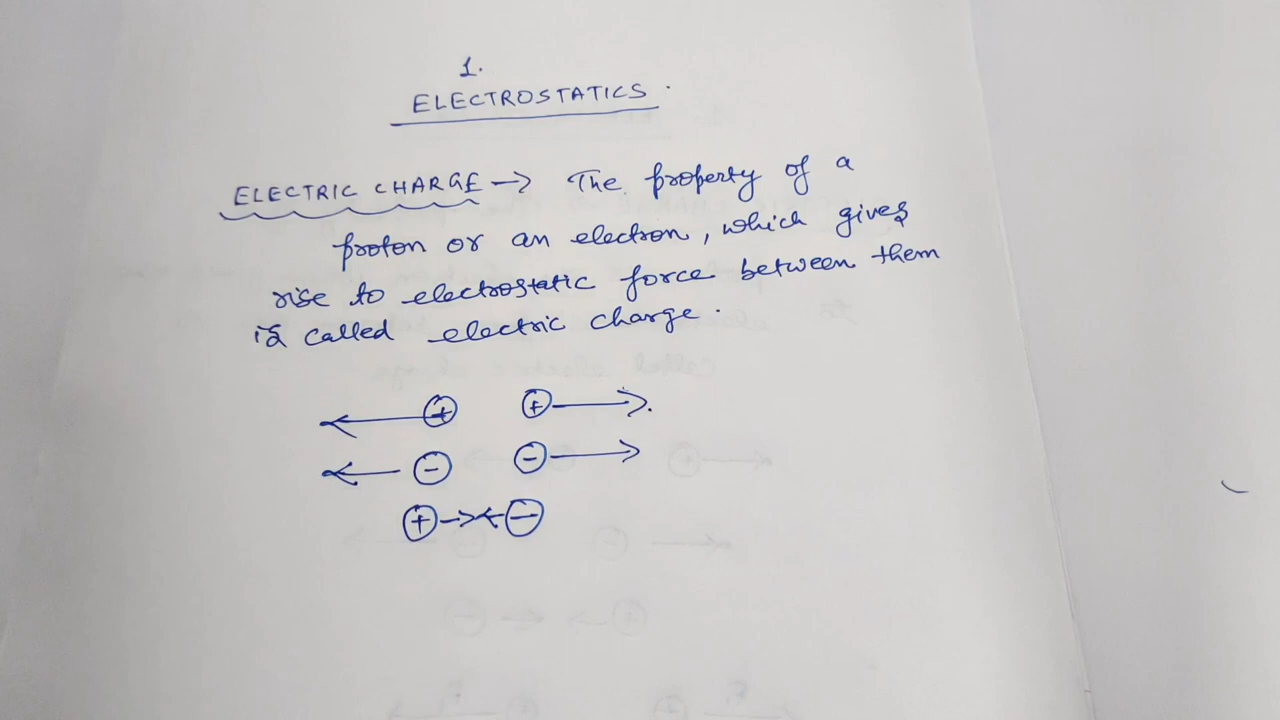 1.
ELECTROSTATICS.
ELECTRIC CHARGE → The property of a
proton or an electron, which gives
rise to electrostatic force between them
is called electric charge.
← ⊕ ⊕ →
← ⊖ ⊖ →
⊕ →← ⊖